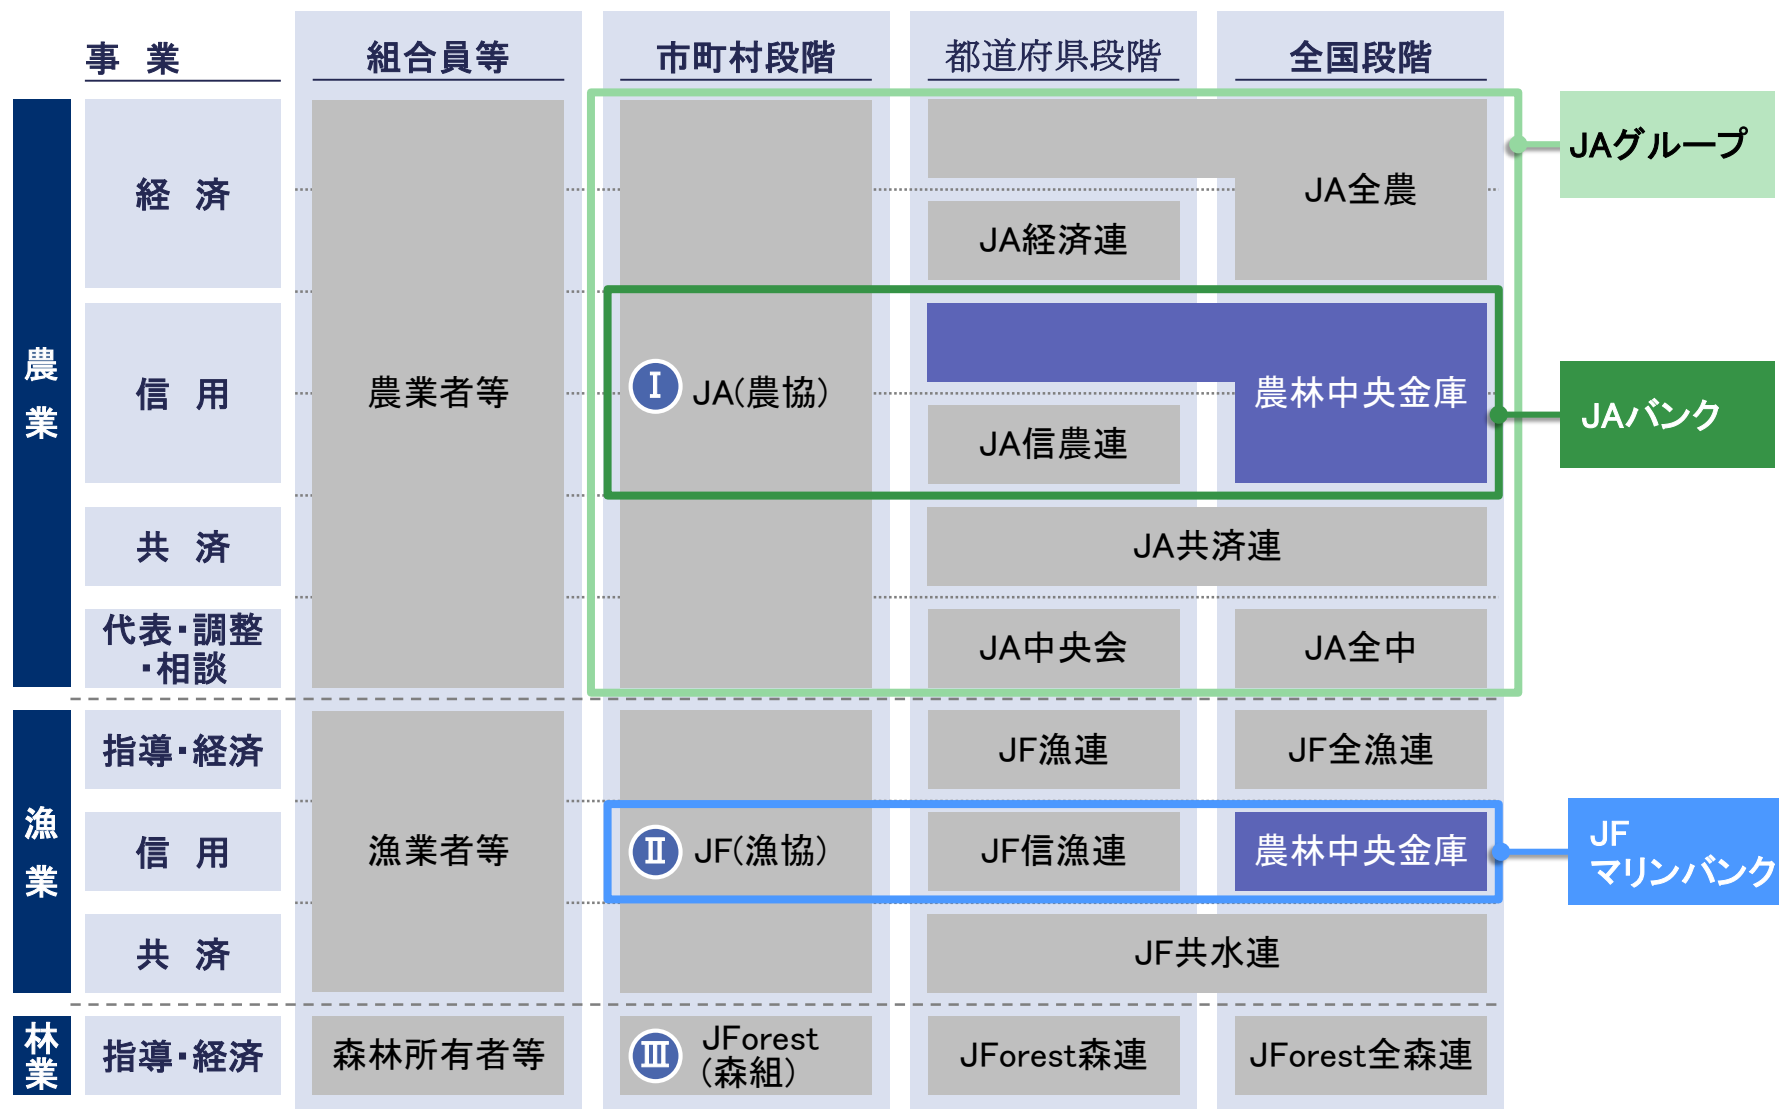 事 業
組合員等
市町村段階
都道府県段階
全国段階
農業
経 済
JA全農
JA経済連
JAグループ
信 用
農業者等
Ⅰ JA(農協)
農林中央金庫
JA信農連
JAバンク
共 済
JA共済連
代表・調整
・相談
JA中央会
JA全中
漁業
指導・経済
JF漁連
JF全漁連
信 用
漁業者等
Ⅱ JF(漁協)
JF信漁連
農林中央金庫
JF
マリンバンク
共 済
JF共水連
林業
指導・経済
森林所有者等
Ⅲ JForest
(森組)
JForest森連
JForest全森連